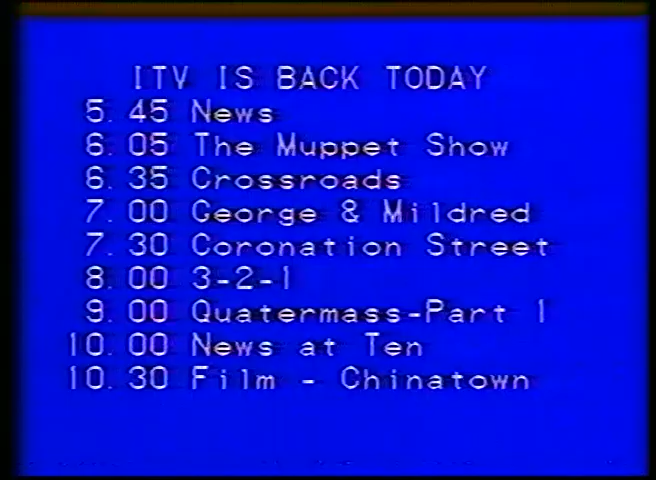 ITV IS BACK TODAY
5.45 News
6.05 The Muppet Show
6.35 Crossroads
7.00 George & Mildred
7.30 Coronation Street
8.00 3-2-1
9.00 Quatermass-Part 1
10.00 News at Ten
10.30 Film - Chinatown